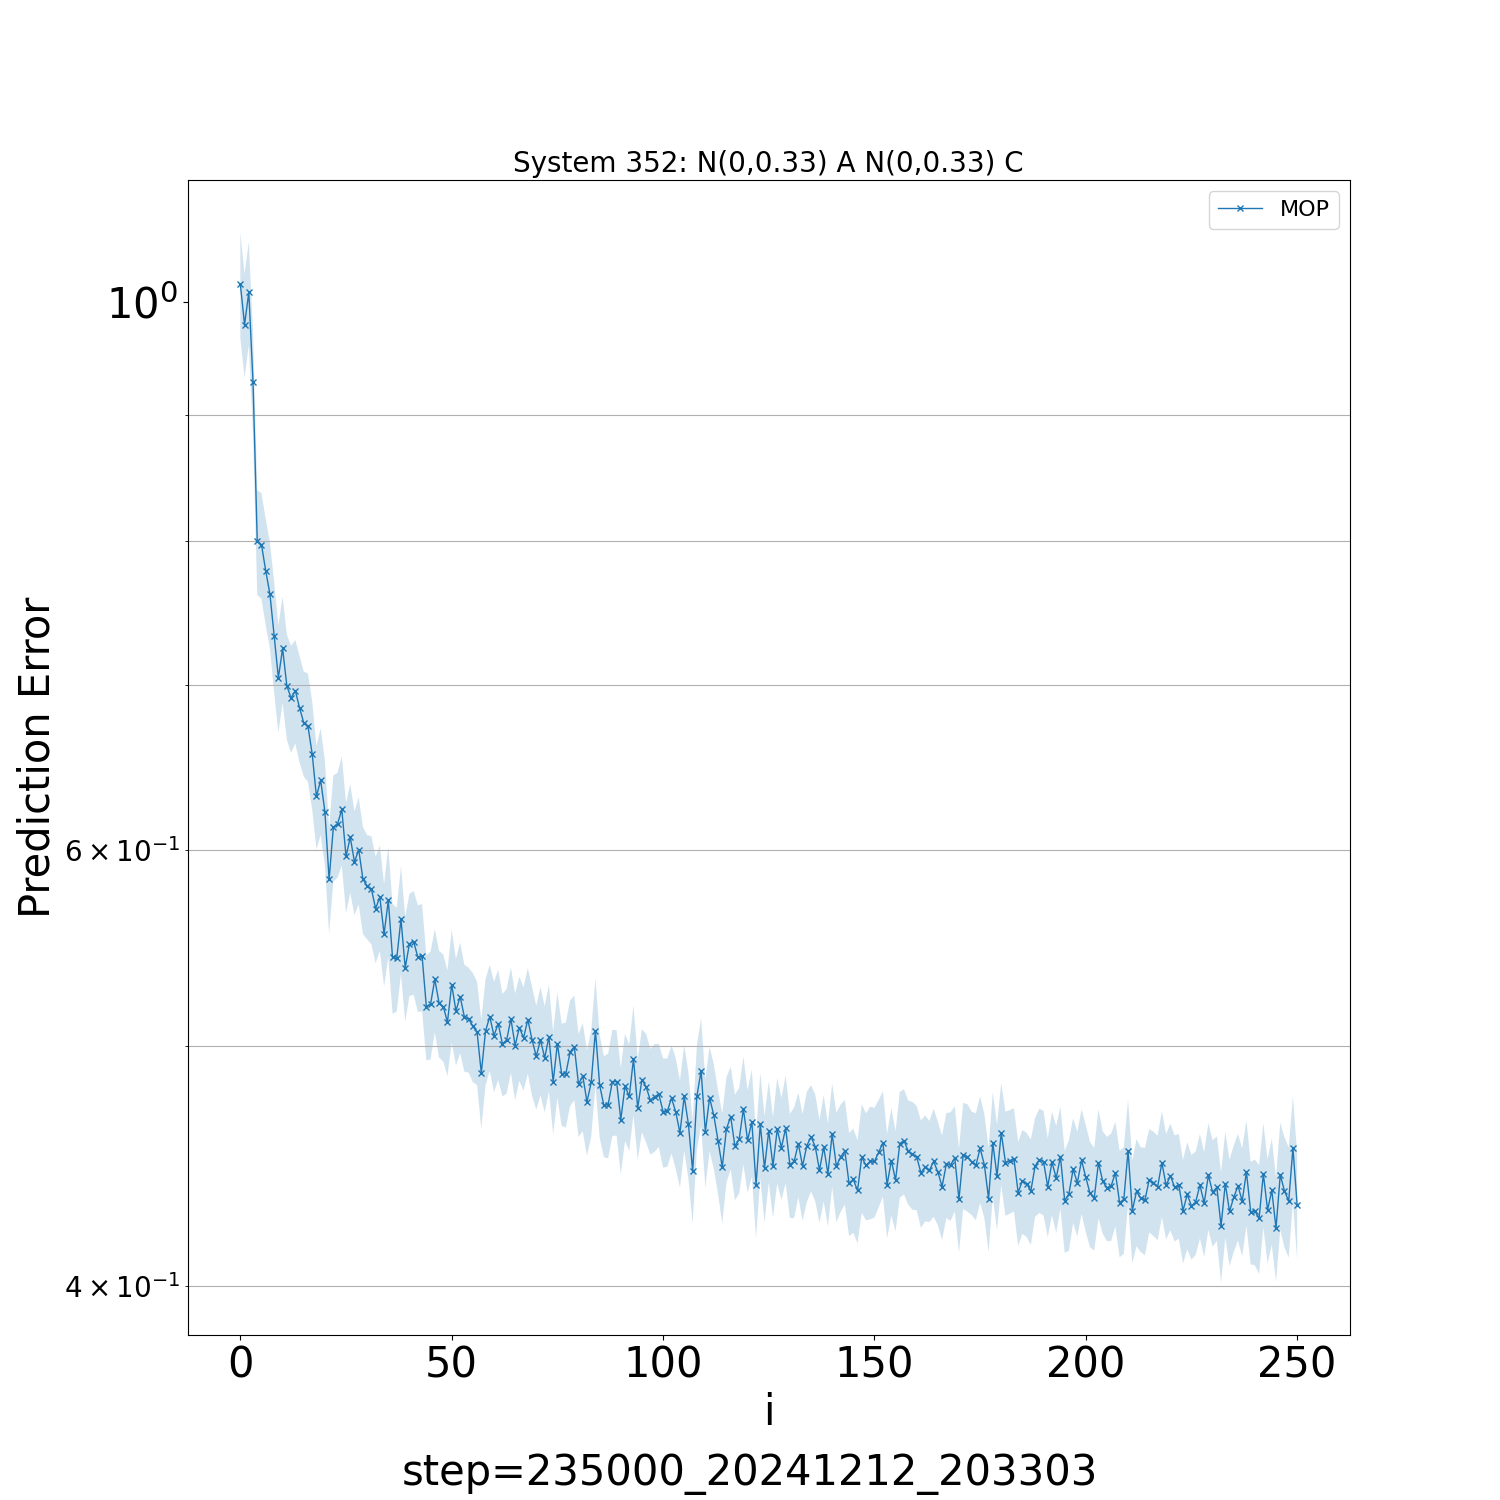 System 352: N(0,0.33) A N(0,0.33) C
MOP
10⁰
6 × 10⁻¹
4 × 10⁻¹
Prediction Error
0 50 100 150 200 250
i
step=235000_20241212_203303